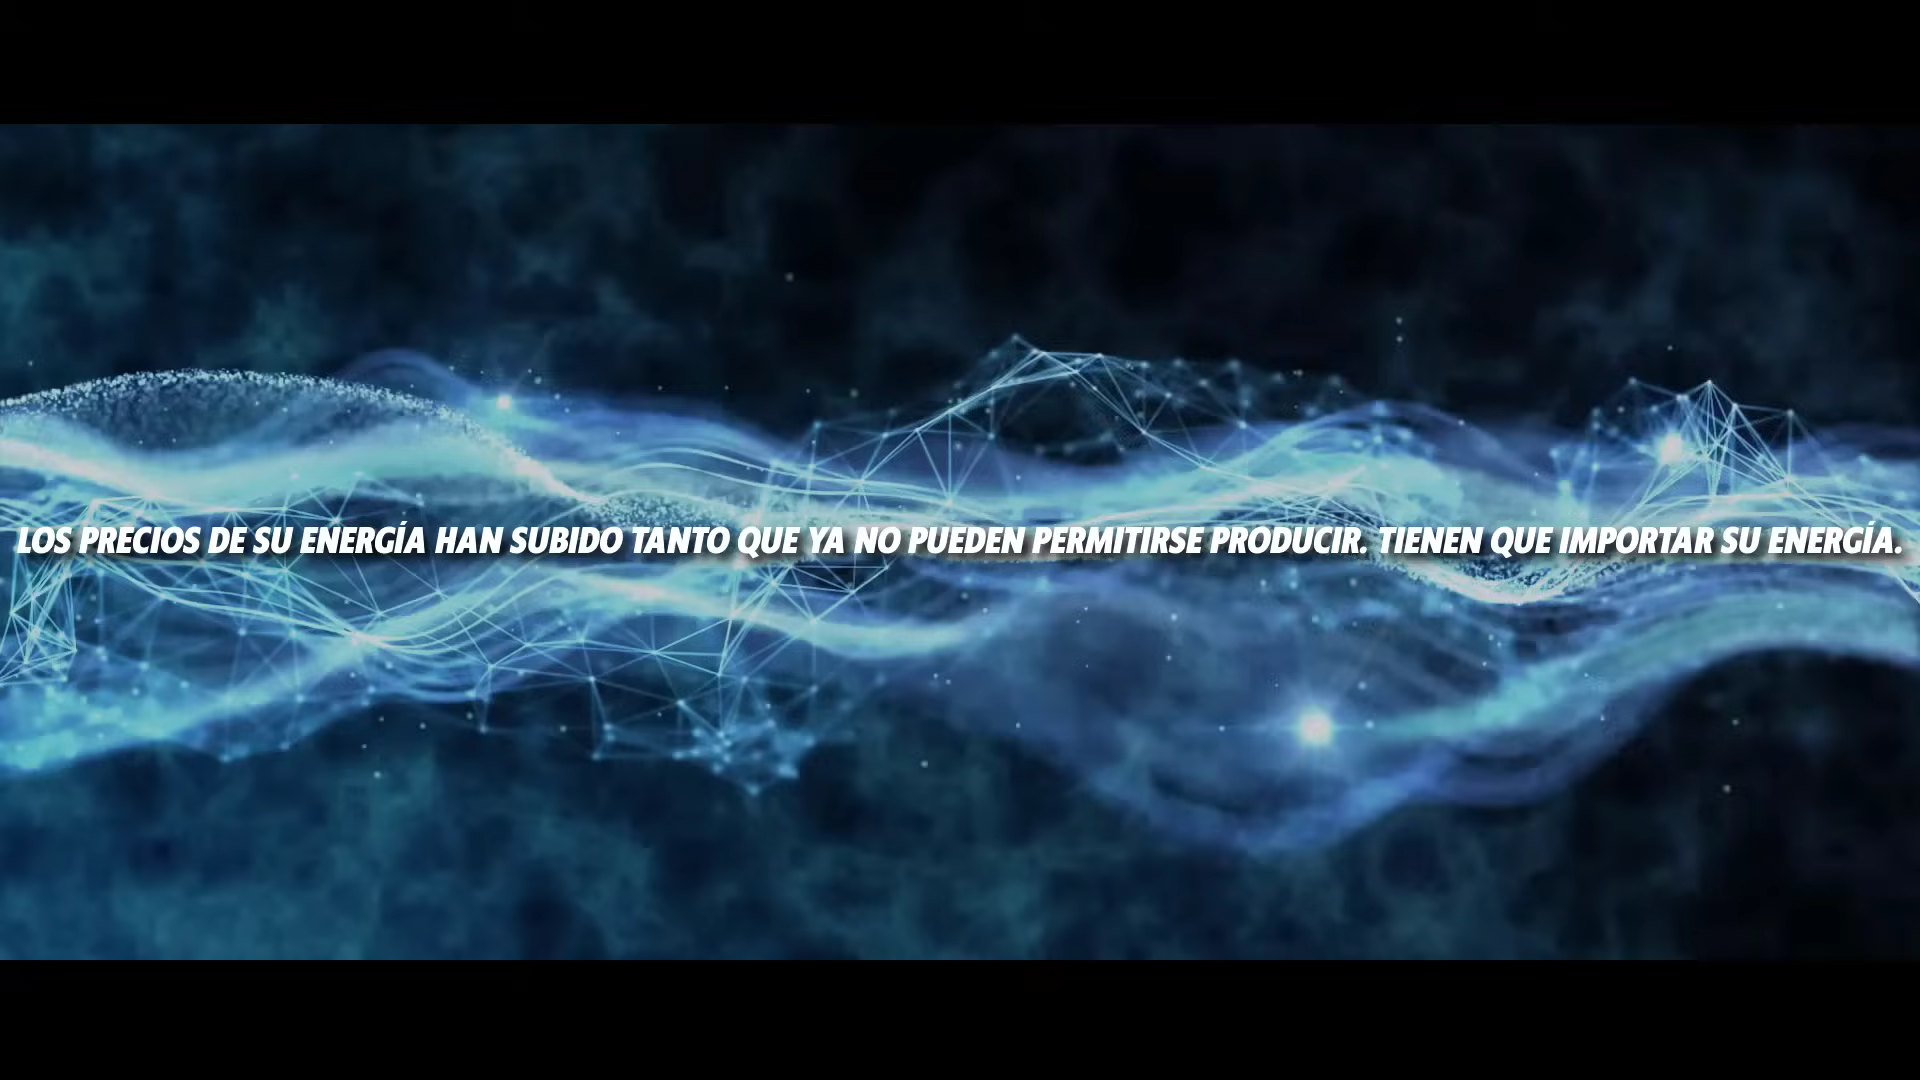 LOS PRECIOS DE SU ENERGÍA HAN SUBIDO TANTO QUE YA NO PUEDEN PERMITIRSE PRODUCIR. TIENEN QUE IMPORTAR SU ENERGÍA.